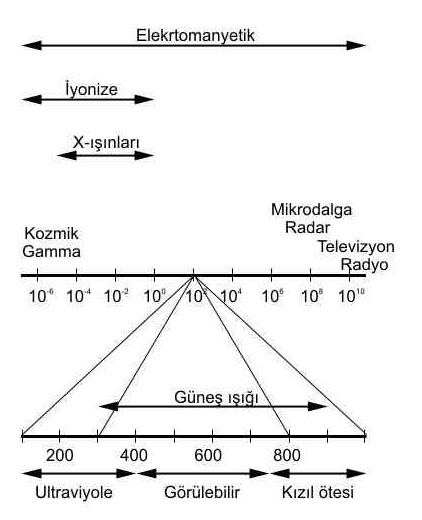 Elekrtomanyetik
İyonize
X-ışınları
Mikrodalga
Radar
Kozmik
Gamma
Televizyon
Radyo
10⁻⁶ 10⁻⁴ 10⁻² 10⁰ 10² 10⁴ 10⁶ 10⁸ 10¹⁰
Güneş ışığı
200 400 600 800
Ultraviyole Görülebilir Kızıl ötesi